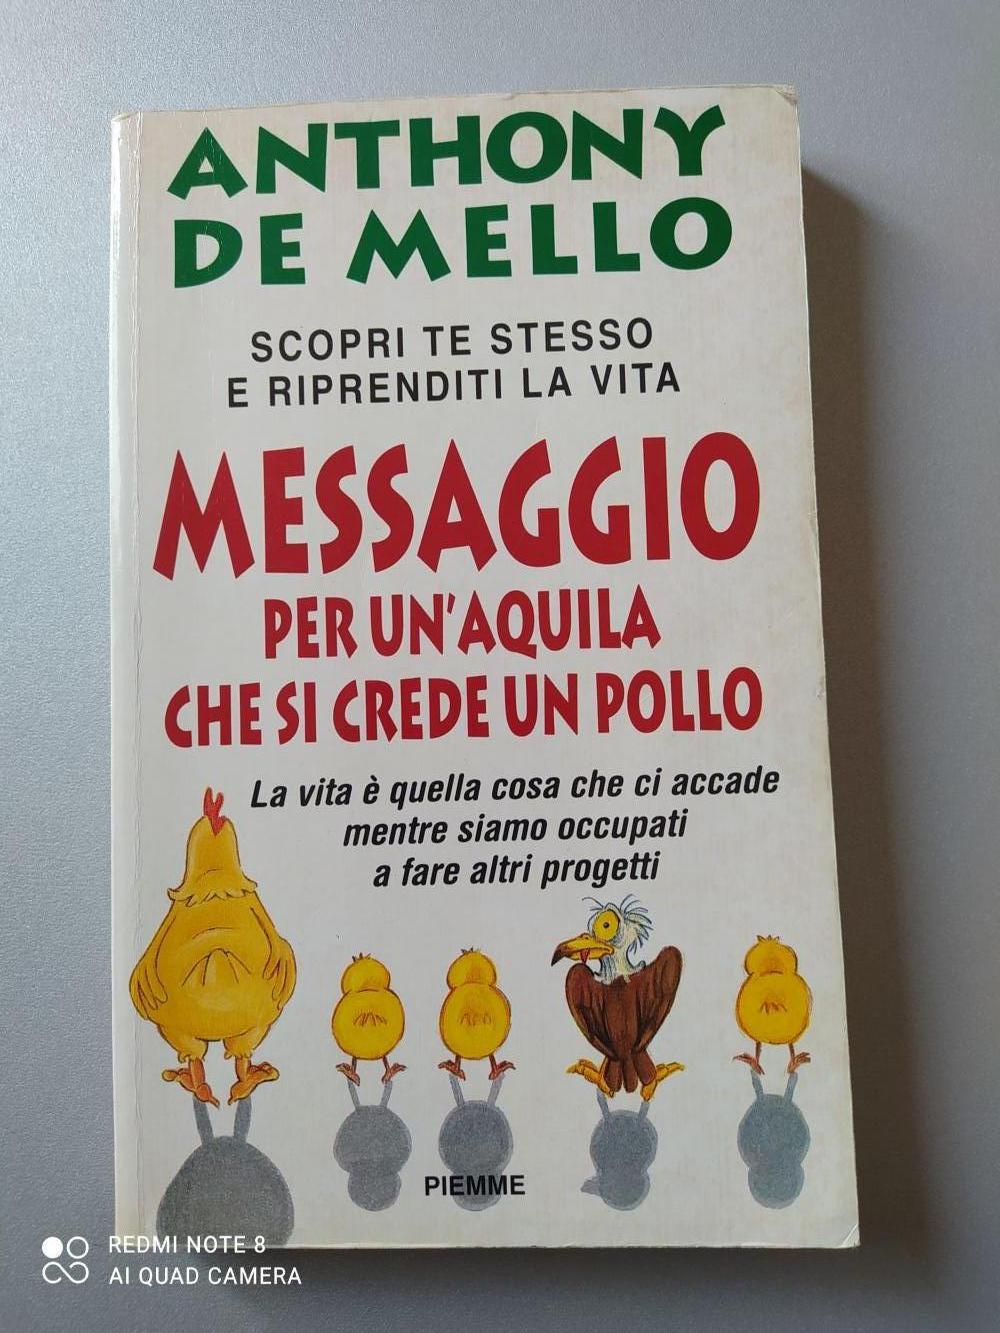 ANTHONY
DE MELLO
SCOPRI TE STESSO
E RIPRENDITI LA VITA
MESSAGGIO
PER UN'AQUILA
CHE SI CREDE UN POLLO
La vita è quella cosa che ci accade
mentre siamo occupati
a fare altri progetti
PIEMME
REDMI NOTE 8
AI QUAD CAMERA